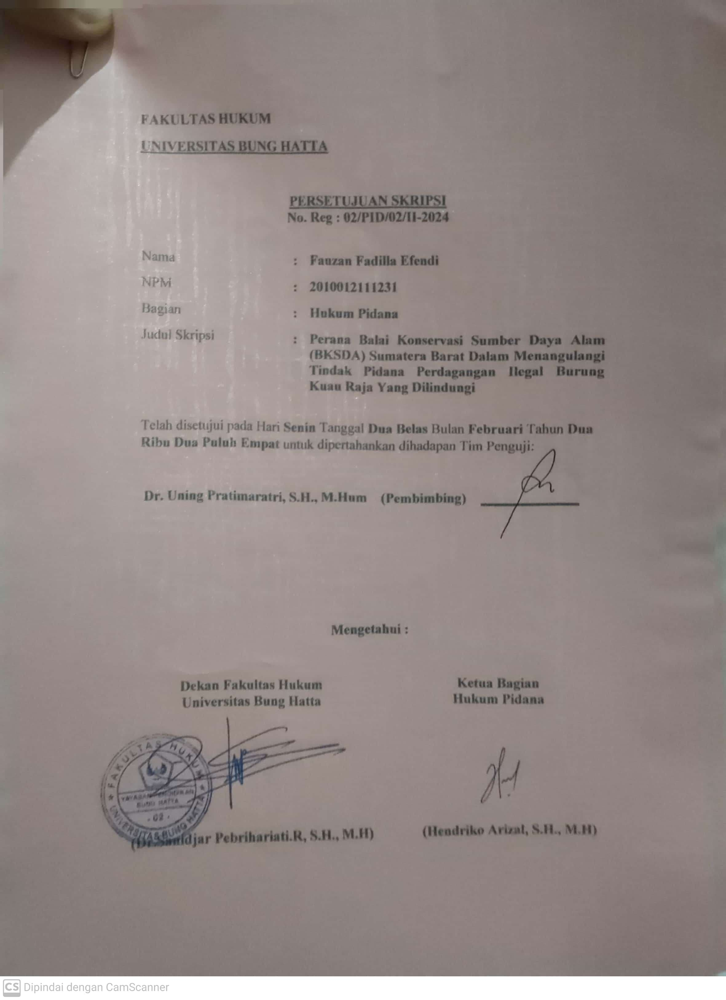 FAKULTAS HUKUM
UNIVERSITAS BUNG HATTA
PERSETUJUAN SKRIPSI
No. Reg : 02/PID/02/II-2024
Nama : Fauzan Fadilla Efendi
NPM : 2010012111231
Bagian : Hukum Pidana
Judul Skripsi : Perana Balai Konservasi Sumber Daya Alam
(BKSDA) Sumatera Barat Dalam Menangulangi
Tindak Pidana Perdagangan Ilegal Burung
Kuau Raja Yang Dilindungi
Telah disetujui pada Hari Senin Tanggal Dua Belas Bulan Februari Tahun Dua
Ribu Dua Puluh Empat untuk dipertahankan dihadapan Tim Penguji:
Dr. Uning Pratimaratri, S.H., M.Hum (Pembimbing)
Mengetahui :
Dekan Fakultas Hukum
Universitas Bung Hatta
Ketua Bagian
Hukum Pidana
FAKULTAS HUKUM
YAYASAN PENDIDIKAN
BUNG HATTA
- 02 -
UNIVERSITAS BUNG HATTA
(Dr. Pebrihariati.R, S.H., M.H)
(Hendriko Arizal, S.H., M.H)
CS Dipindai dengan CamScanner